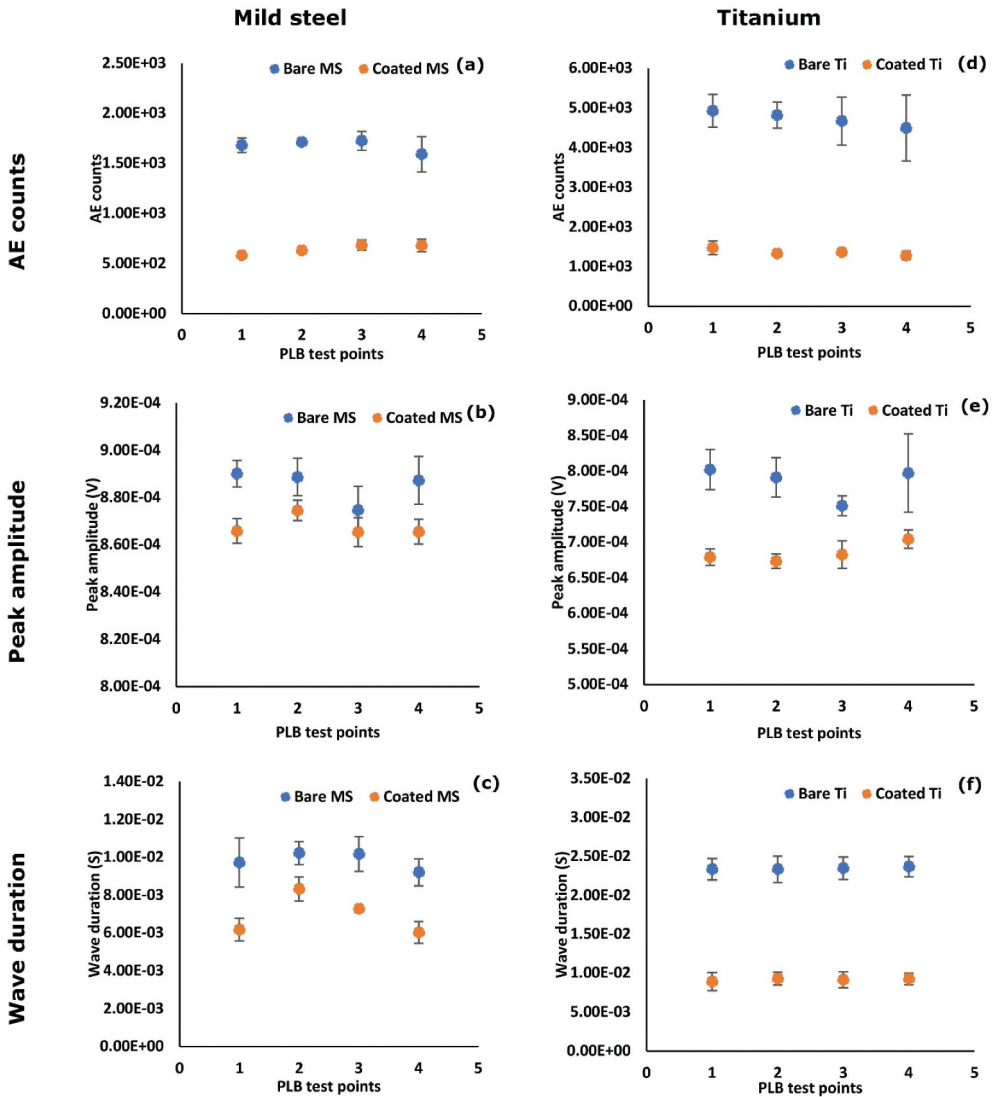 Mild steel
Titanium
AE counts
Peak amplitude
Wave duration
2.50E+03
2.00E+03
1.50E+03
1.00E+03
5.00E+02
0.00E+00
AE counts
Bare MS Coated MS (a)
0 1 2 3 4 5
PLB test points
6.00E+03
5.00E+03
4.00E+03
3.00E+03
2.00E+03
1.00E+03
0.00E+00
AE counts
Bare Ti Coated Ti (d)
0 1 2 3 4 5
PLB test points
9.20E-04
9.00E-04
8.80E-04
8.60E-04
8.40E-04
8.20E-04
8.00E-04
Peak amplitude (V)
Bare MS Coated MS (b)
0 1 2 3 4 5
PLB test points
9.00E-04
8.50E-04
8.00E-04
7.50E-04
7.00E-04
6.50E-04
6.00E-04
5.50E-04
5.00E-04
Peak amplitude (V)
Bare Ti Coated Ti (e)
0 1 2 3 4 5
PLB test points
1.40E-02
1.20E-02
1.00E-02
8.00E-03
6.00E-03
4.00E-03
2.00E-03
0.00E+00
Wave duration (S)
Bare MS Coated MS (c)
0 1 2 3 4 5
PLB test points
3.50E-02
3.00E-02
2.50E-02
2.00E-02
1.50E-02
1.00E-02
5.00E-03
0.00E+00
Wave duration (S)
Bare Ti Coated Ti (f)
0 1 2 3 4 5
PLB test points